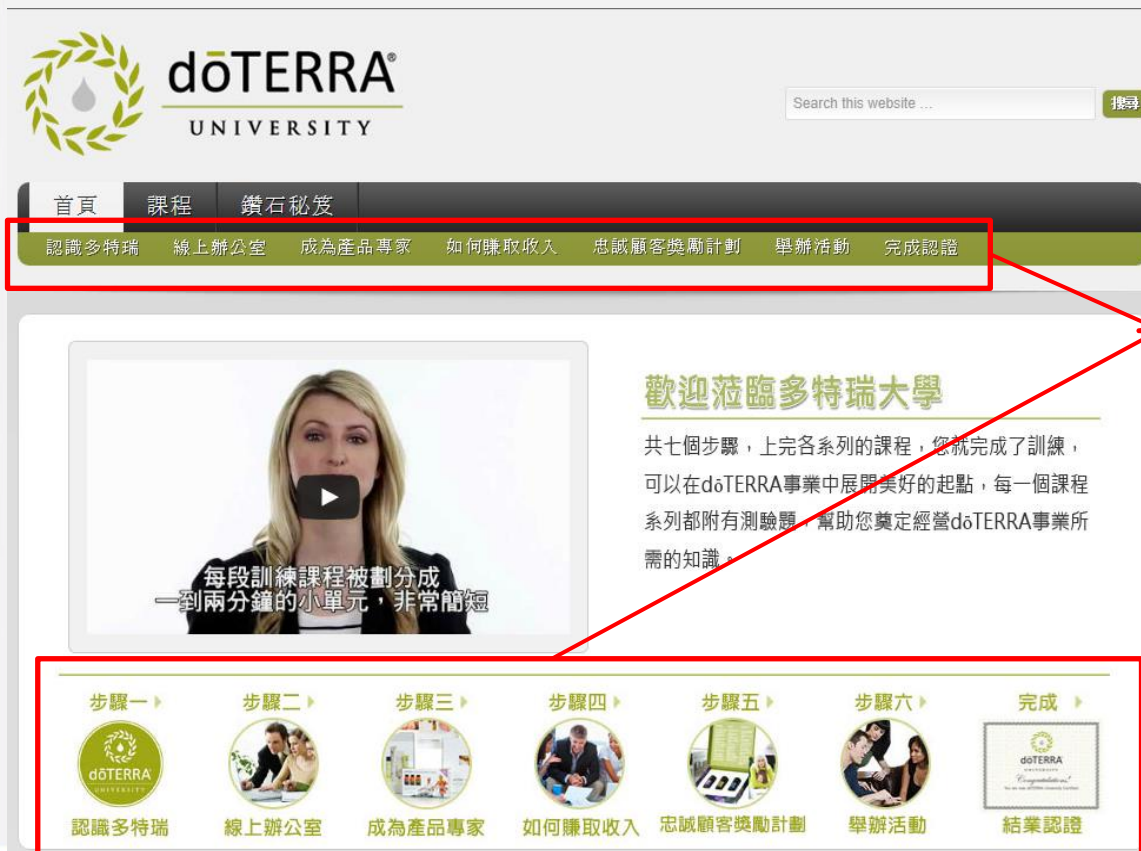 dōTERRA®
UNIVERSITY
Search this website ...
搜尋
首頁 課程 鑽石秘笈
認識多特瑞 線上辦公室 成為產品專家 如何賺取收入 忠誠顧客獎勵計劃 舉辦活動 完成認證
歡迎蒞臨多特瑞大學
共七個步驟，上完各系列的課程，您就完成了訓練，
可以在dōTERRA事業中展開美好的起點，每一個課程
系列都附有測驗題，幫助您奠定經營dōTERRA事業所
需的知識。
每段訓練課程被劃分成
一到兩分鐘的小單元，非常簡短
步驟一 步驟二 步驟三 步驟四 步驟五 步驟六 完成
dōTERRA
UNIVERSITY
dōTERRA
UNIVERSITY
Congratulations!
認識多特瑞 線上辦公室 成為產品專家 如何賺取收入 忠誠顧客獎勵計劃 舉辦活動 結業認證